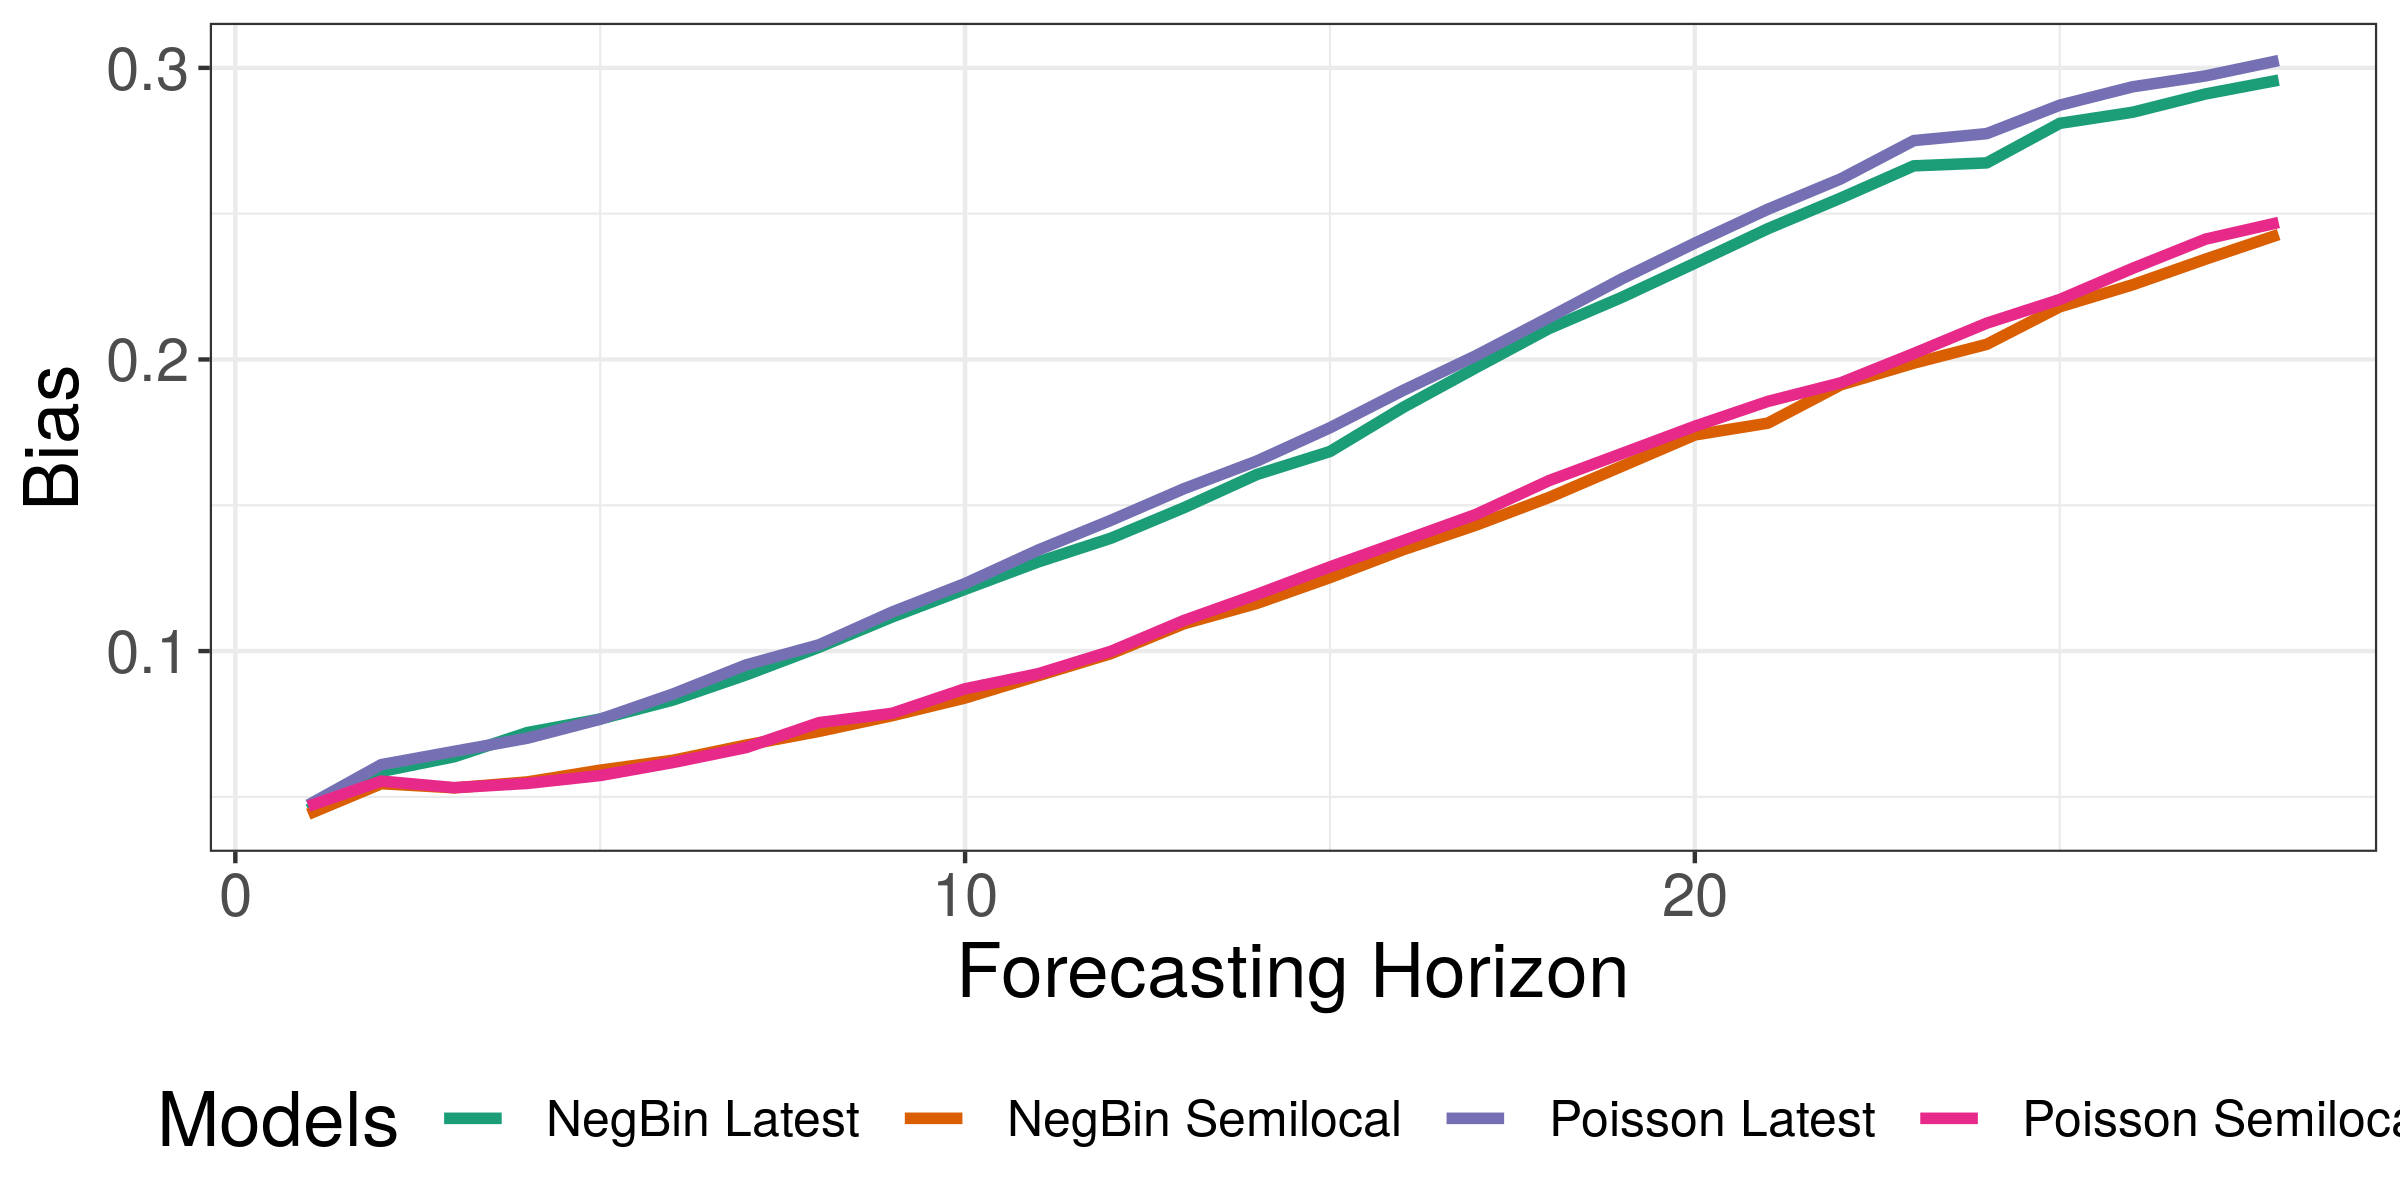 0.3
0.2
0.1
Bias
0 10 20
Forecasting Horizon
Models NegBin Latest NegBin Semilocal Poisson Latest Poisson Semiloca